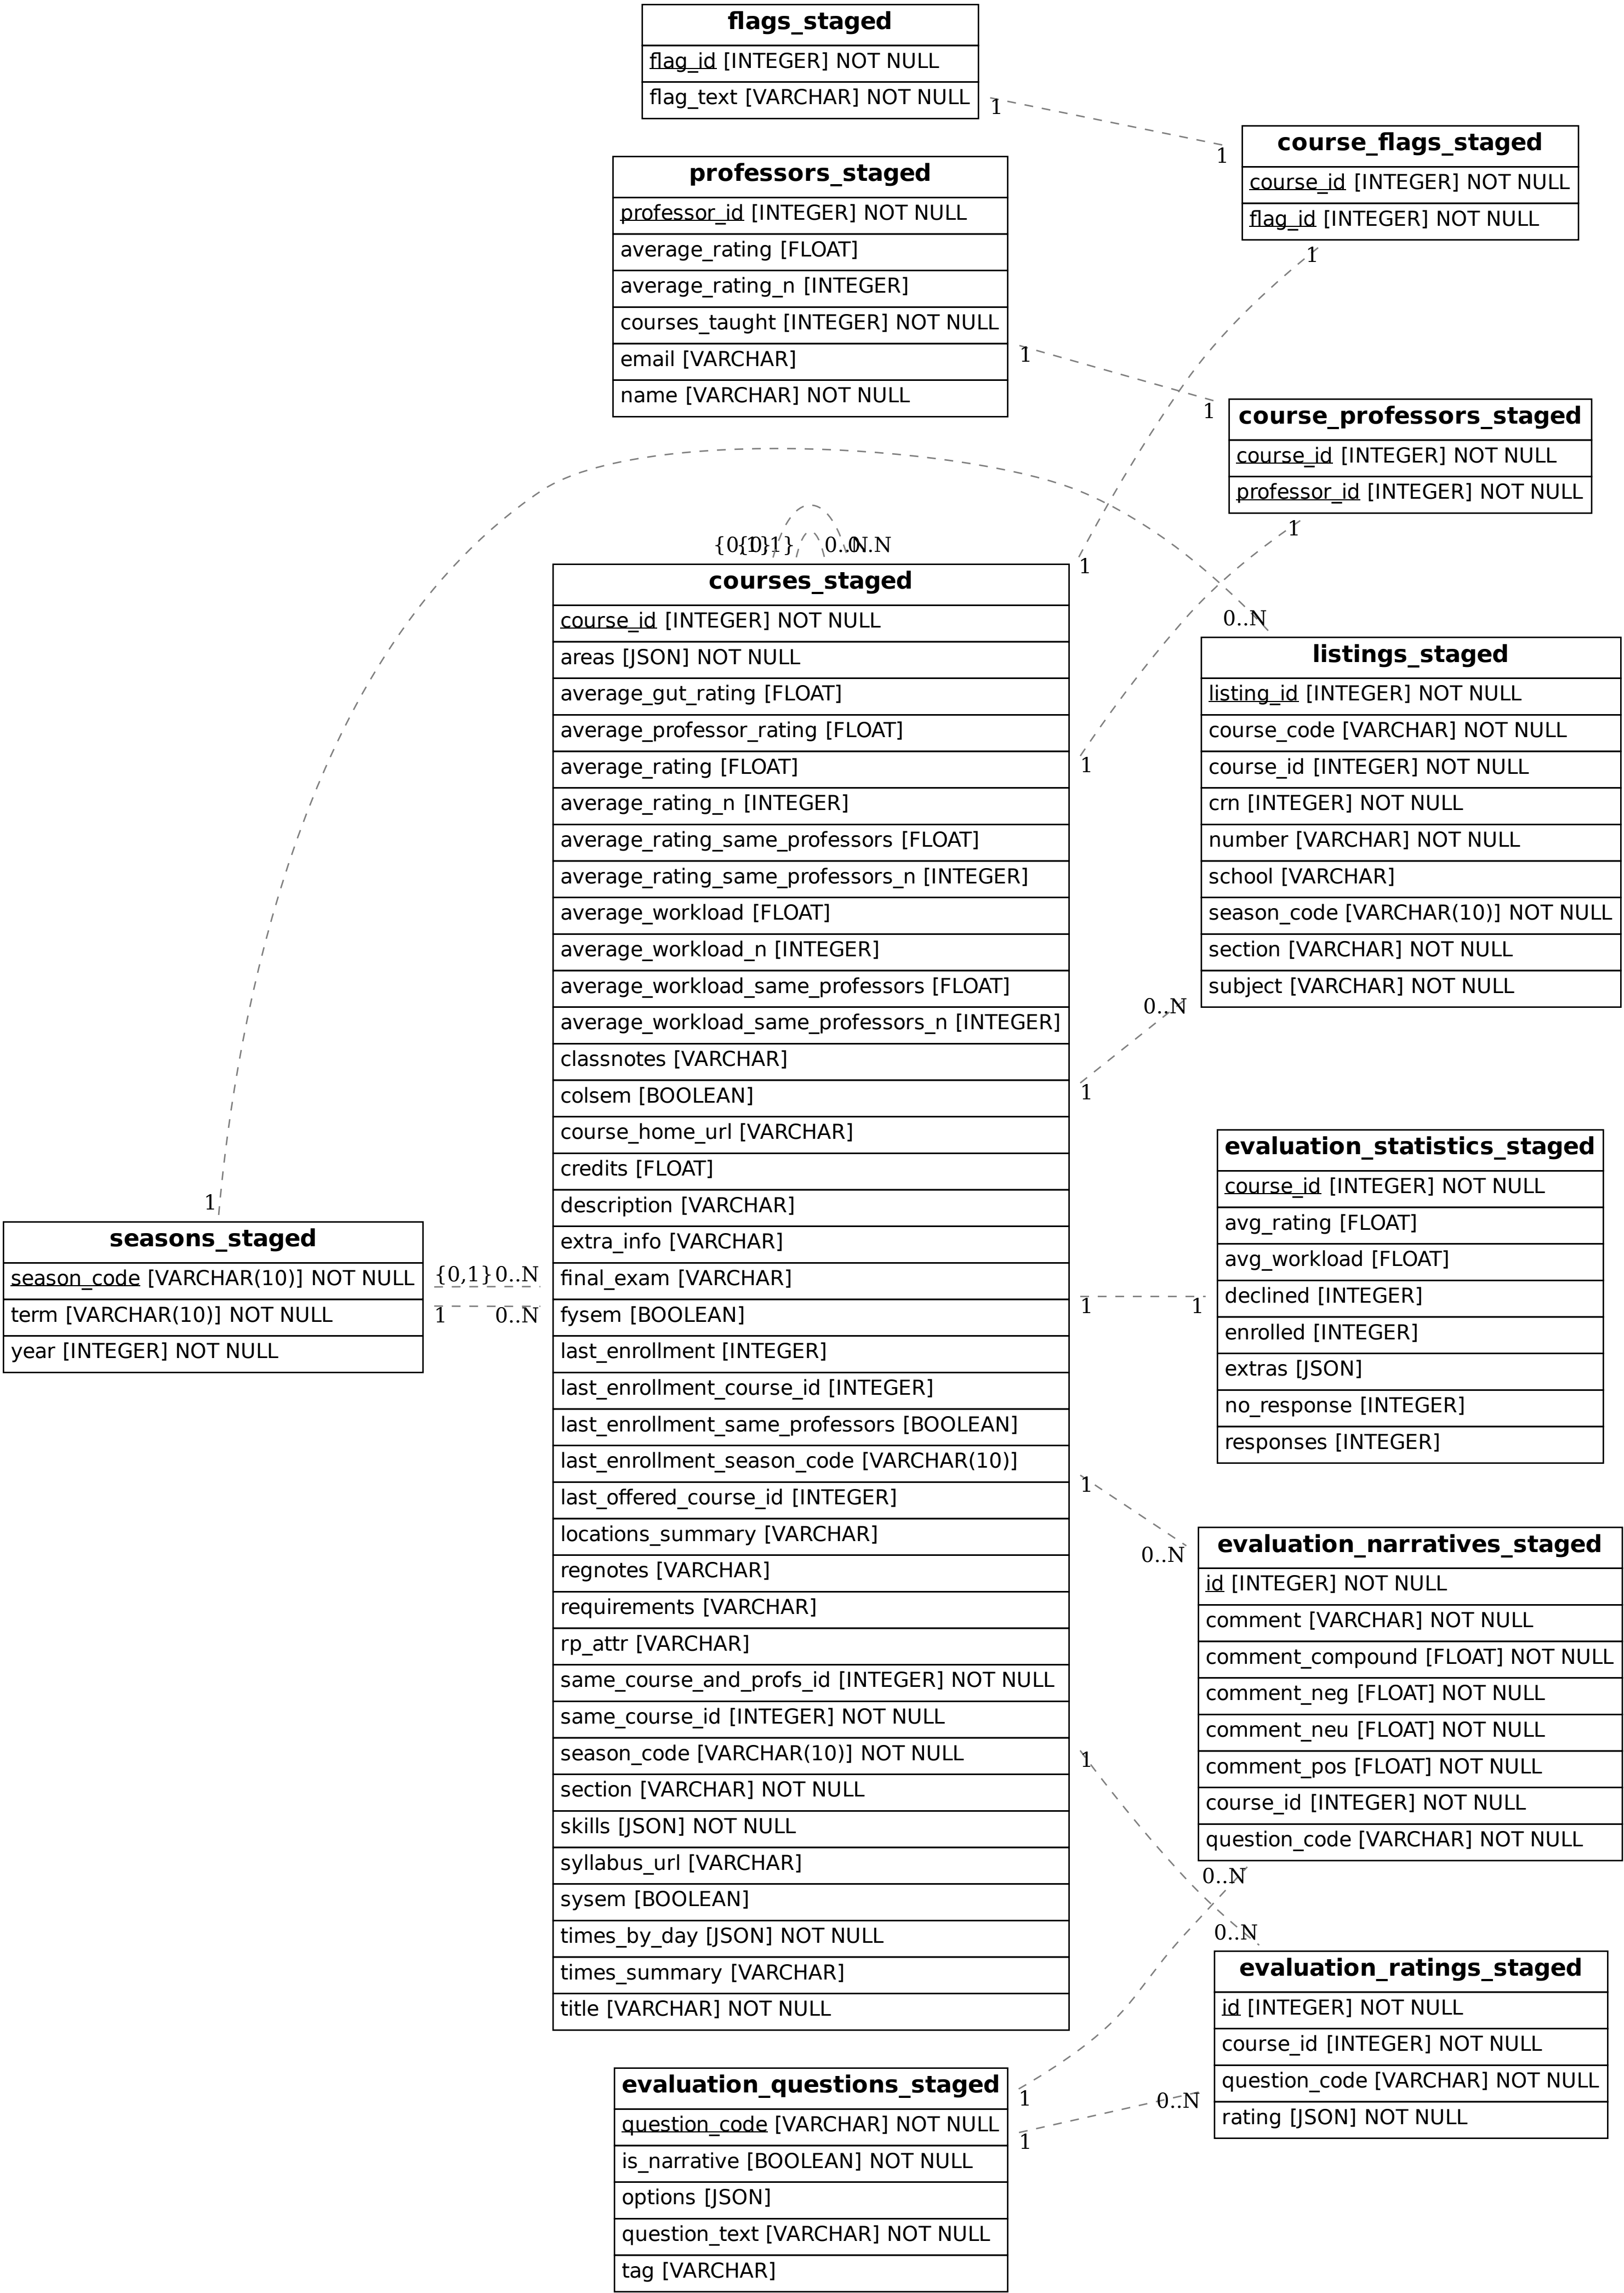 flags_staged
flag_id [INTEGER] NOT NULL
flag_text [VARCHAR] NOT NULL
1
1
course_flags_staged
course_id [INTEGER] NOT NULL
flag_id [INTEGER] NOT NULL
1
professors_staged
professor_id [INTEGER] NOT NULL
average_rating [FLOAT]
average_rating_n [INTEGER]
courses_taught [INTEGER] NOT NULL
email [VARCHAR]
name [VARCHAR] NOT NULL
1
1
course_professors_staged
course_id [INTEGER] NOT NULL
professor_id [INTEGER] NOT NULL
1
{0,1}
{0,1}
0..N
0..N
1
courses_staged
course_id [INTEGER] NOT NULL
areas [JSON] NOT NULL
average_gut_rating [FLOAT]
average_professor_rating [FLOAT]
average_rating [FLOAT]
average_rating_n [INTEGER]
average_rating_same_professors [FLOAT]
average_rating_same_professors_n [INTEGER]
average_workload [FLOAT]
average_workload_n [INTEGER]
average_workload_same_professors [FLOAT]
average_workload_same_professors_n [INTEGER]
classnotes [VARCHAR]
colsem [BOOLEAN]
course_home_url [VARCHAR]
credits [FLOAT]
description [VARCHAR]
extra_info [VARCHAR]
final_exam [VARCHAR]
fysem [BOOLEAN]
last_enrollment [INTEGER]
last_enrollment_course_id [INTEGER]
last_enrollment_same_professors [BOOLEAN]
last_enrollment_season_code [VARCHAR(10)]
last_offered_course_id [INTEGER]
locations_summary [VARCHAR]
regnotes [VARCHAR]
requirements [VARCHAR]
rp_attr [VARCHAR]
same_course_and_profs_id [INTEGER] NOT NULL
same_course_id [INTEGER] NOT NULL
season_code [VARCHAR(10)] NOT NULL
section [VARCHAR] NOT NULL
skills [JSON] NOT NULL
syllabus_url [VARCHAR]
sysem [BOOLEAN]
times_by_day [JSON] NOT NULL
times_summary [VARCHAR]
title [VARCHAR] NOT NULL
0..N
listings_staged
listing_id [INTEGER] NOT NULL
course_code [VARCHAR] NOT NULL
course_id [INTEGER] NOT NULL
crn [INTEGER] NOT NULL
number [VARCHAR] NOT NULL
school [VARCHAR]
season_code [VARCHAR(10)] NOT NULL
section [VARCHAR] NOT NULL
subject [VARCHAR] NOT NULL
1
0..N
1
1
seasons_staged
season_code [VARCHAR(10)] NOT NULL
term [VARCHAR(10)] NOT NULL
year [INTEGER] NOT NULL
{0,1}
0..N
1
0..N
evaluation_statistics_staged
course_id [INTEGER] NOT NULL
avg_rating [FLOAT]
avg_workload [FLOAT]
declined [INTEGER]
enrolled [INTEGER]
extras [JSON]
no_response [INTEGER]
responses [INTEGER]
1
1
1
0..N
evaluation_narratives_staged
id [INTEGER] NOT NULL
comment [VARCHAR] NOT NULL
comment_compound [FLOAT] NOT NULL
comment_neg [FLOAT] NOT NULL
comment_neu [FLOAT] NOT NULL
comment_pos [FLOAT] NOT NULL
course_id [INTEGER] NOT NULL
question_code [VARCHAR] NOT NULL
1
0..N
0..N
evaluation_ratings_staged
id [INTEGER] NOT NULL
course_id [INTEGER] NOT NULL
question_code [VARCHAR] NOT NULL
rating [JSON] NOT NULL
evaluation_questions_staged
question_code [VARCHAR] NOT NULL
is_narrative [BOOLEAN] NOT NULL
options [JSON]
question_text [VARCHAR] NOT NULL
tag [VARCHAR]
1
0..N
1